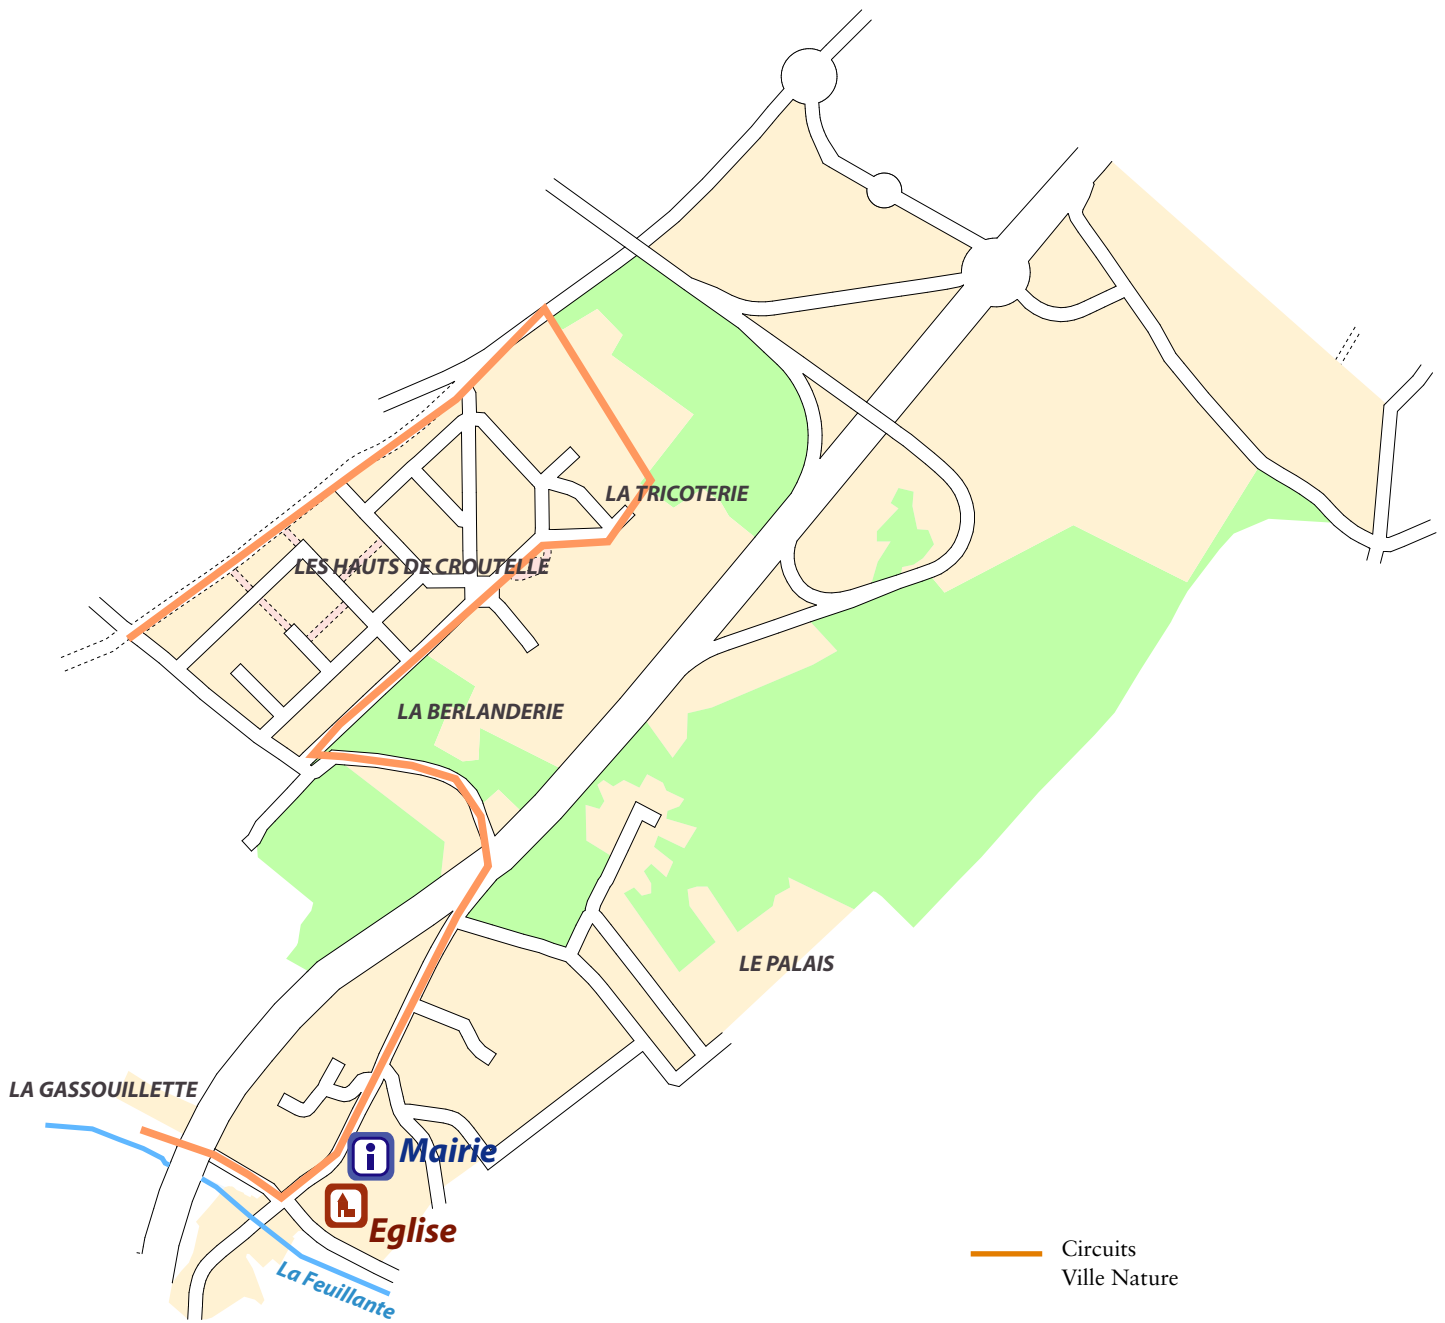 LA TRICOTERIE
LES HAUTS DE CROUTELLE
LA BERLANDERIE
LE PALAIS
LA GASSOUILLETTE
Mairie
Eglise
La Feuillante
Circuits
Ville Nature